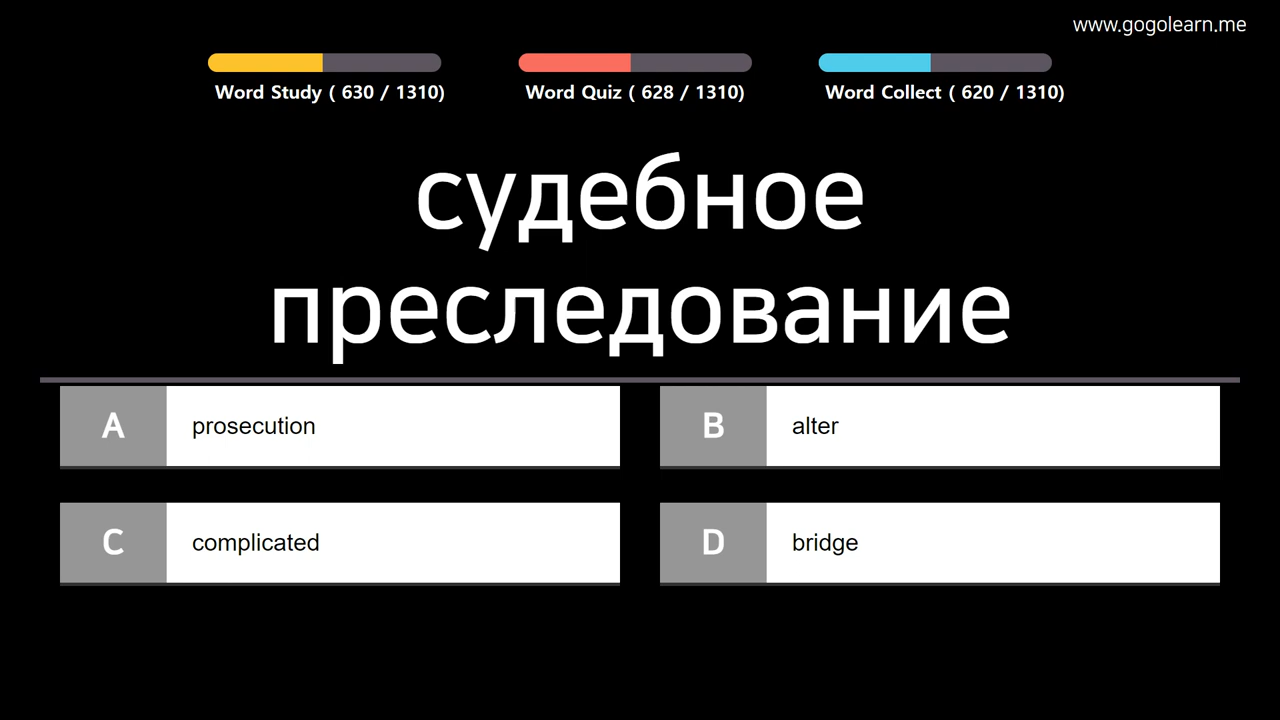 www.gogolearn.me
Word Study ( 630 / 1310)
Word Quiz ( 628 / 1310)
Word Collect ( 620 / 1310)
судебное
преследование
A prosecution
B alter
C complicated
D bridge